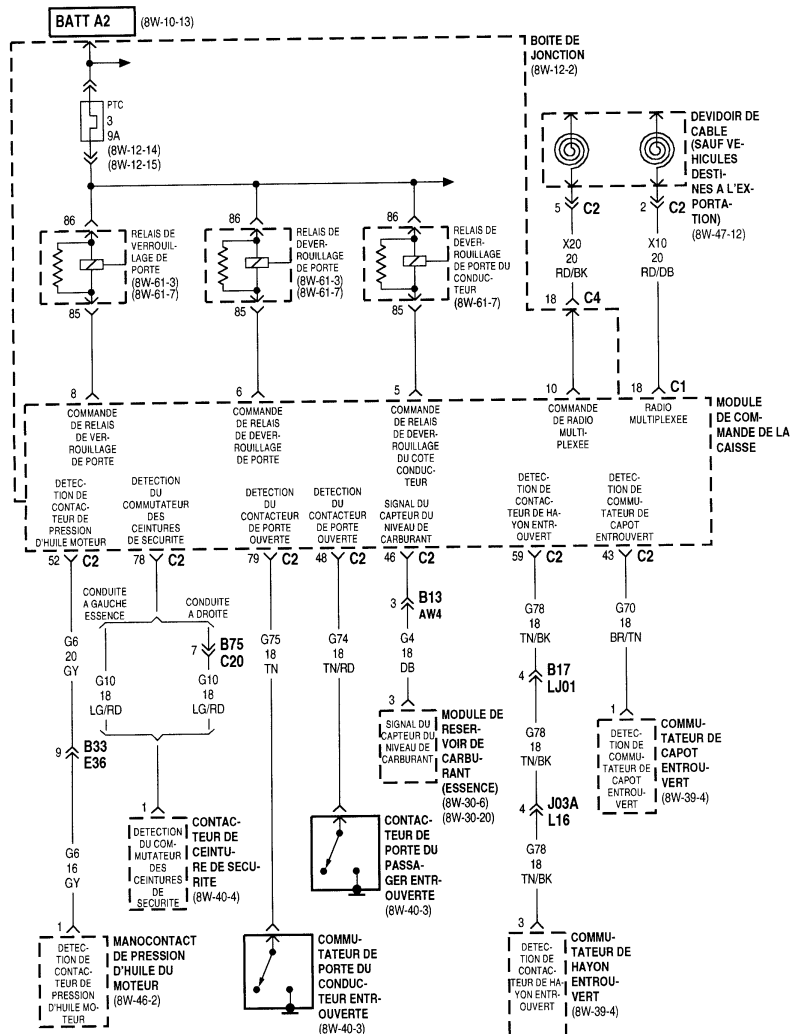 BATT A2
(8W-10-13)
BOITE DE
JONCTION
(8W-12-2)
PTC
3
9A
(8W-12-14)
(8W-12-15)
DEVIDOIR DE
CABLE
(SAUF VE-
HICULES
DESTI-
NES A L'EX-
PORTA-
TION)
(8W-47-12)
5 C2
2 C2
X20
20
RD/BK
X10
20
RD/DB
86
RELAIS DE
VERROUIL-
LAGE DE
PORTE
(8W-61-3)
(8W-61-7)
85
86
RELAIS DE
DEVER-
ROUILLAGE
DE PORTE
(8W-61-3)
(8W-61-7)
85
86
RELAIS DE
DEVER-
ROUILLAGE
DE PORTE DU
CONDUC-
TEUR
(8W-61-7)
85
18 C4
8
6
5
10
18 C1
MODULE
DE COM-
MANDE DE LA
CAISSE
COMMANDE
DE RELAIS
DE VER-
ROUILLAGE
DE PORTE
COMMANDE
DE RELAIS
DE DEVER-
ROUILLAGE
DE PORTE
COMMANDE
DE RELAIS
DE DEVER-
ROUILLAGE
DU COTE
CONDUC-
TEUR
COMMANDE
DE RADIO
MULTI-
PLEXEE
RADIO
MULTIPLEXEE
DETEC-
TION DE
CONTAC-
TEUR DE
PRESSION
D'HUILE MOTEUR
DETECTION
DU
COMMUTATEUR
DES
CEINTURES
DE SECURITE
DETECTION
DU
CONTACTEUR
DE PORTE
OUVERTE
DETECTION
DU
CONTACTEUR
DE PORTE
OUVERTE
SIGNAL DU
CAPTEUR DU
NIVEAU DE
CARBURANT
DETEC-
TION DE
CONTAC-
TEUR DE HA-
YON ENTR-
OUVERT
DETEC-
TION DE
COMMU-
TATEUR DE
CAPOT
ENTROUVERT
52 C2
78 C2
79 C2
48 C2
46 C2
59 C2
43 C2
CONDUITE
A GAUCHE
ESSENCE
CONDUITE
A DROITE
7 B75
C20
G6
20
GY
G10
18
LG/RD
G10
18
LG/RD
G75
18
TN
G74
18
TN/RD
3 B13
AW4
G4
18
DB
G78
18
TN/BK
G70
18
BR/TN
4 B17
LJ01
9 B33
E36
3
SIGNAL DU
CAPTEUR DU
NIVEAU DE
CARBURANT
MODULE DE
RESER-
VOIR DE
CARBU-
RANT
(ESSENCE)
(8W-30-6)
(8W-30-20)
G78
18
TN/BK
1
DETEC-
TION DE
COMMU-
TATEUR DE
CAPOT
ENTROU-
VERT
COMMU-
TATEUR DE
CAPOT
ENTROU-
VERT
(8W-39-4)
4 J03A
L16
1
DETECTION
DU COM-
MUTATEUR
DES
CEINTURES
DE
SECURITE
CONTAC-
TEUR DE
CEINTU-
RE DE SECU-
RITE
(8W-40-4)
CONTAC-
TEUR DE
PORTE DU
PASSA-
GER ENTR-
OUVERTE
(8W-40-3)
G6
16
GY
G78
18
TN/BK
1
DETEC-
TION DE
CONTAC-
TEUR DE
PRESSION
D'HUILE MO-
TEUR
MANOCONTACT
DE PRESSION
D'HUILE DU
MOTEUR
(8W-46-2)
COMMU-
TATEUR DE
PORTE DU
CONDUC-
TEUR ENTR-
OUVERTE
(8W-40-3)
3
DETEC-
TION DE
CONTAC-
TEUR DE HA-
YON ENTR-
OUVERT
COMMU-
TATEUR DE
HAYON
ENTROU-
VERT
(8W-39-4)